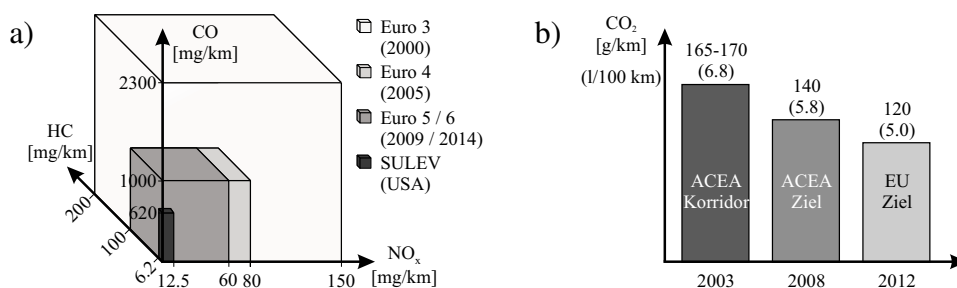 a)
CO
[mg/km]
2300
HC
[mg/km]
1000
620
200
100
6.2
12.5
60
80
150
NOₓ
[mg/km]
Euro 3
(2000)
Euro 4
(2005)
Euro 5 / 6
(2009 / 2014)
SULEV
(USA)
b)
CO₂
[g/km]
(l/100 km)
165-170
(6.8)
140
(5.8)
120
(5.0)
ACEA
Korridor
ACEA
Ziel
EU
Ziel
2003
2008
2012